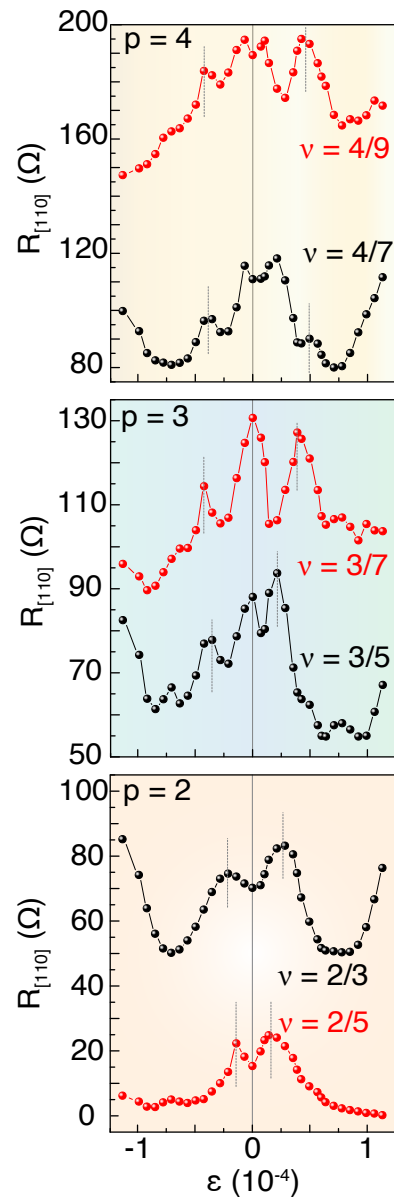 p = 4
200
160
120
80
R[110] (Ω)
ν = 4/9
ν = 4/7
p = 3
130
110
90
70
50
R[110] (Ω)
ν = 3/7
ν = 3/5
p = 2
100
80
60
40
20
0
R[110] (Ω)
ν = 2/3
ν = 2/5
-1 0 1
ε (10-4)